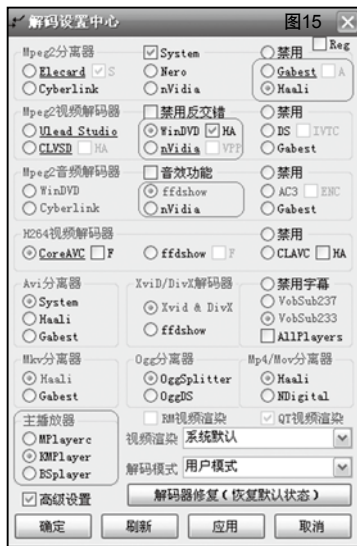 解码设置中心 图15
Mpeg2分离器 System 禁用 Reg
Elecard S Nero Gabest A
Cyberlink nVidia Haali
Mpeg2视频解码器 禁用反交错 禁用
Ulead Studio WinDVD HA DS IVTC
CLVSD HA nVidia VPP Gabest
Mpeg2音频解码器 音效功能 禁用
WinDVD ffdshow AC3 ENC
Cyberlink nVidia Gabest
H264视频解码器 禁用
CoreAVC F ffdshow F CLAVC HA
Avi分离器 XviD/DivX解码器 禁用字幕
System Xvid & DivX VobSub237
Haali ffdshow VobSub233
Gabest AllPlayers
Mkv分离器 Ogg分离器 Mp4/Mov分离器
Haali OggSplitter Haali
Gabest OggDS NDigital
主播放器 RM视频渲染 QT视频渲染
MPlayerc 视频渲染 系统默认
KMPlayer
BSplayer 解码模式 用户模式
高级设置 解码器修复(恢复默认状态)
确定 刷新 应用 取消